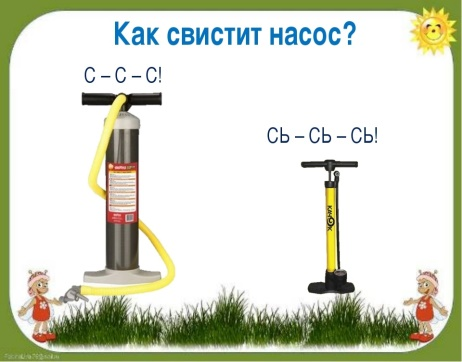 Как свистит насос?
С – С – С!
СЬ – СЬ – СЬ!